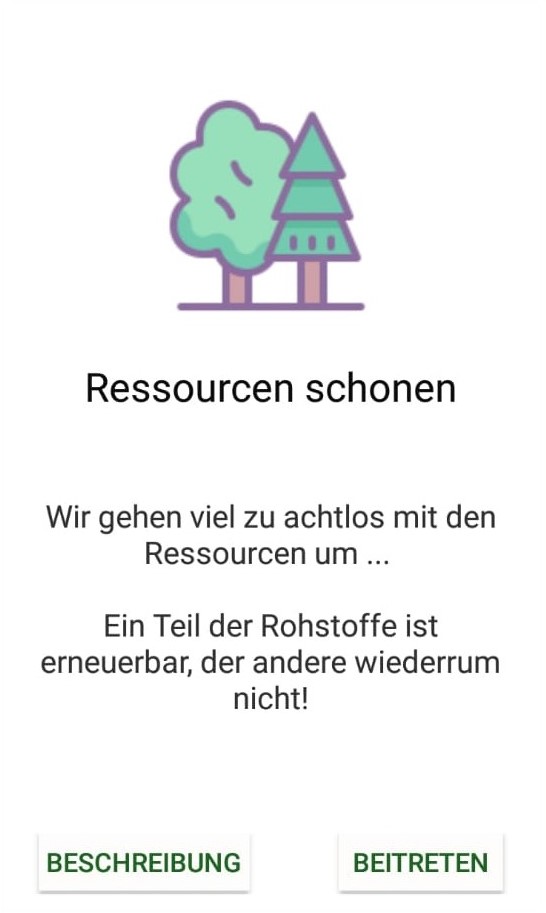 Ressourcen schonen
Wir gehen viel zu achtlos mit den
Ressourcen um ...
Ein Teil der Rohstoffe ist
erneuerbar, der andere wiederrum
nicht!
BESCHREIBUNG
BEITRETEN